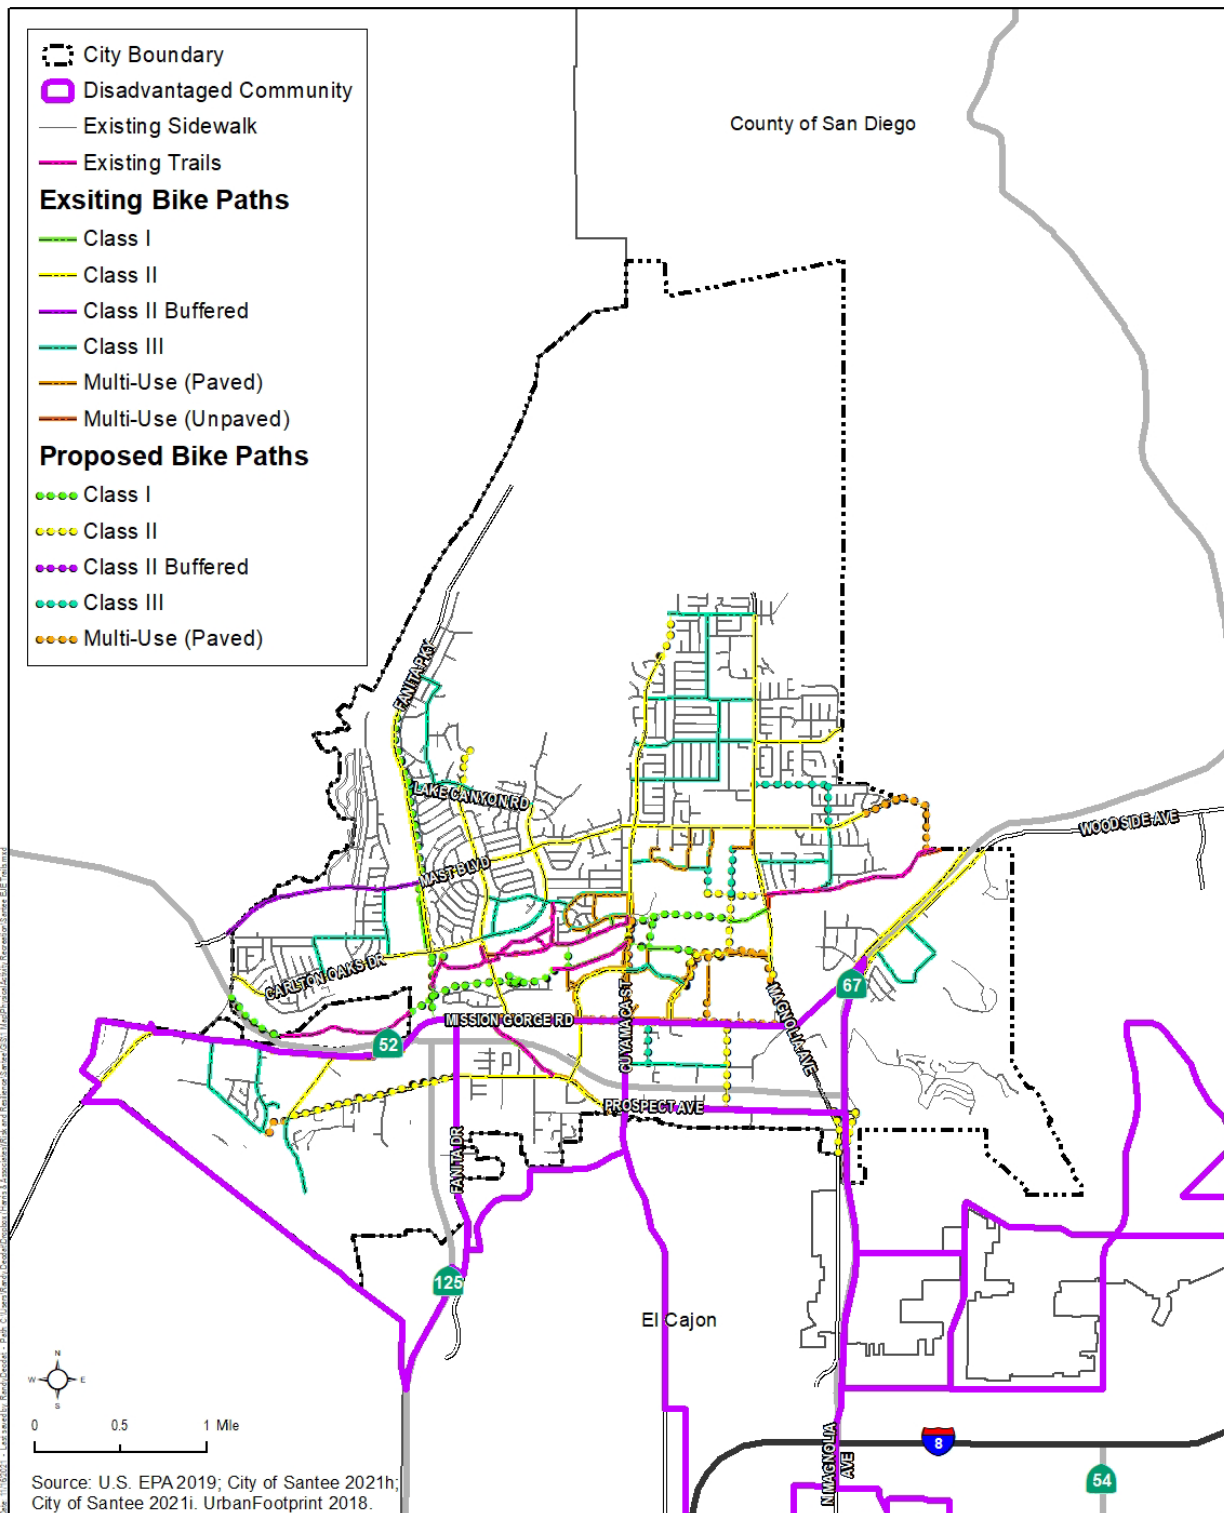 City Boundary
Disadvantaged Community
Existing Sidewalk
Existing Trails
Exsiting Bike Paths
Class I
Class II
Class II Buffered
Class III
Multi-Use (Paved)
Multi-Use (Unpaved)
Proposed Bike Paths
Class I
Class II
Class II Buffered
Class III
Multi-Use (Paved)
County of San Diego
FANITA PKY
LAKE CANYON RD
WOODSIDE AVE
MAST BLVD
CARLTON OAKS DR
67
MAGNOLIA AVE
CUYAMACA ST
MISSION GORGE RD
52
PROSPECT AVE
FANITA DR
125
El Cajon
N
W E
S
0 0.5 1 Mile
N MAGNOLIA
AVE
8
54
Source: U.S. EPA 2019; City of Santee 2021h;
City of Santee 2021i. UrbanFootprint 2018.